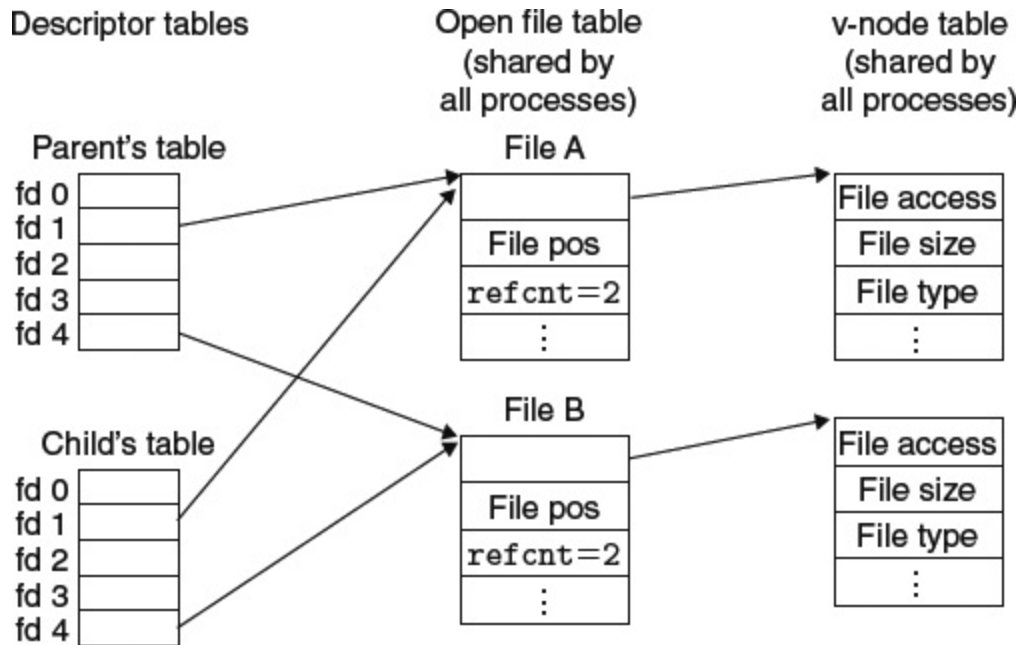 Descriptor tables
Open file table
(shared by
all processes)
v-node table
(shared by
all processes)
Parent's table
fd 0
fd 1
fd 2
fd 3
fd 4
File A
File pos
refcnt=2
⋮
File access
File size
File type
⋮
Child's table
fd 0
fd 1
fd 2
fd 3
fd 4
File B
File pos
refcnt=2
⋮
File access
File size
File type
⋮